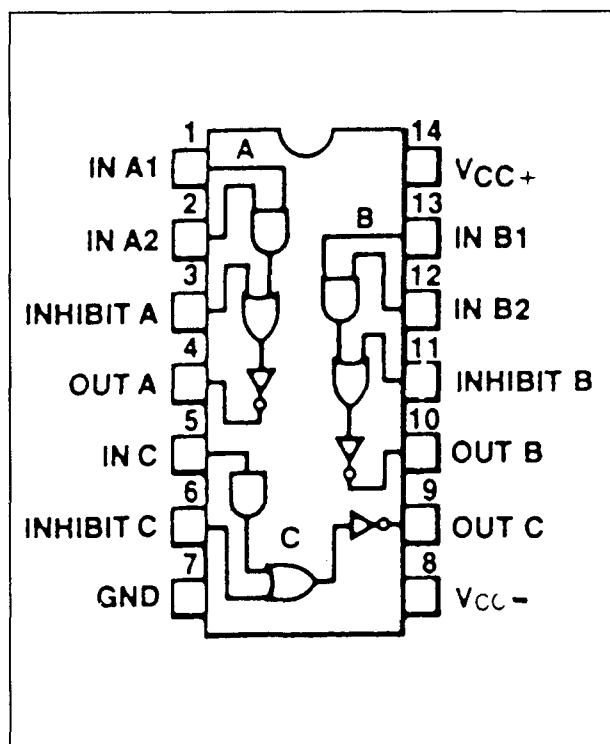 1
IN A1
2
IN A2
3
INHIBIT A
4
OUT A
5
IN C
6
INHIBIT C
7
GND
A
B
C
14
VCC+
13
IN B1
12
IN B2
11
INHIBIT B
10
OUT B
9
OUT C
8
VCC-